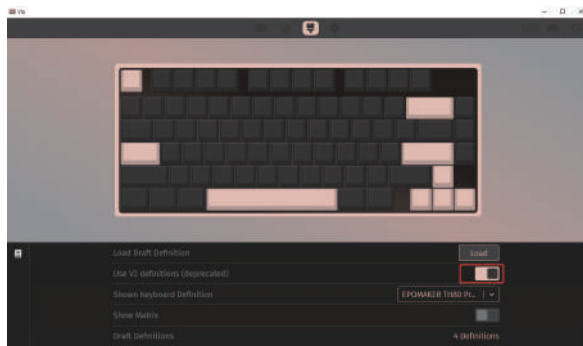 Via
Load Draft Definition
Load
Use V2 definitions (deprecated)
Shown Keyboard Definition
EPOMAKER TH80 Pr...
Show Matrix
Draft Definitions
4 Definitions